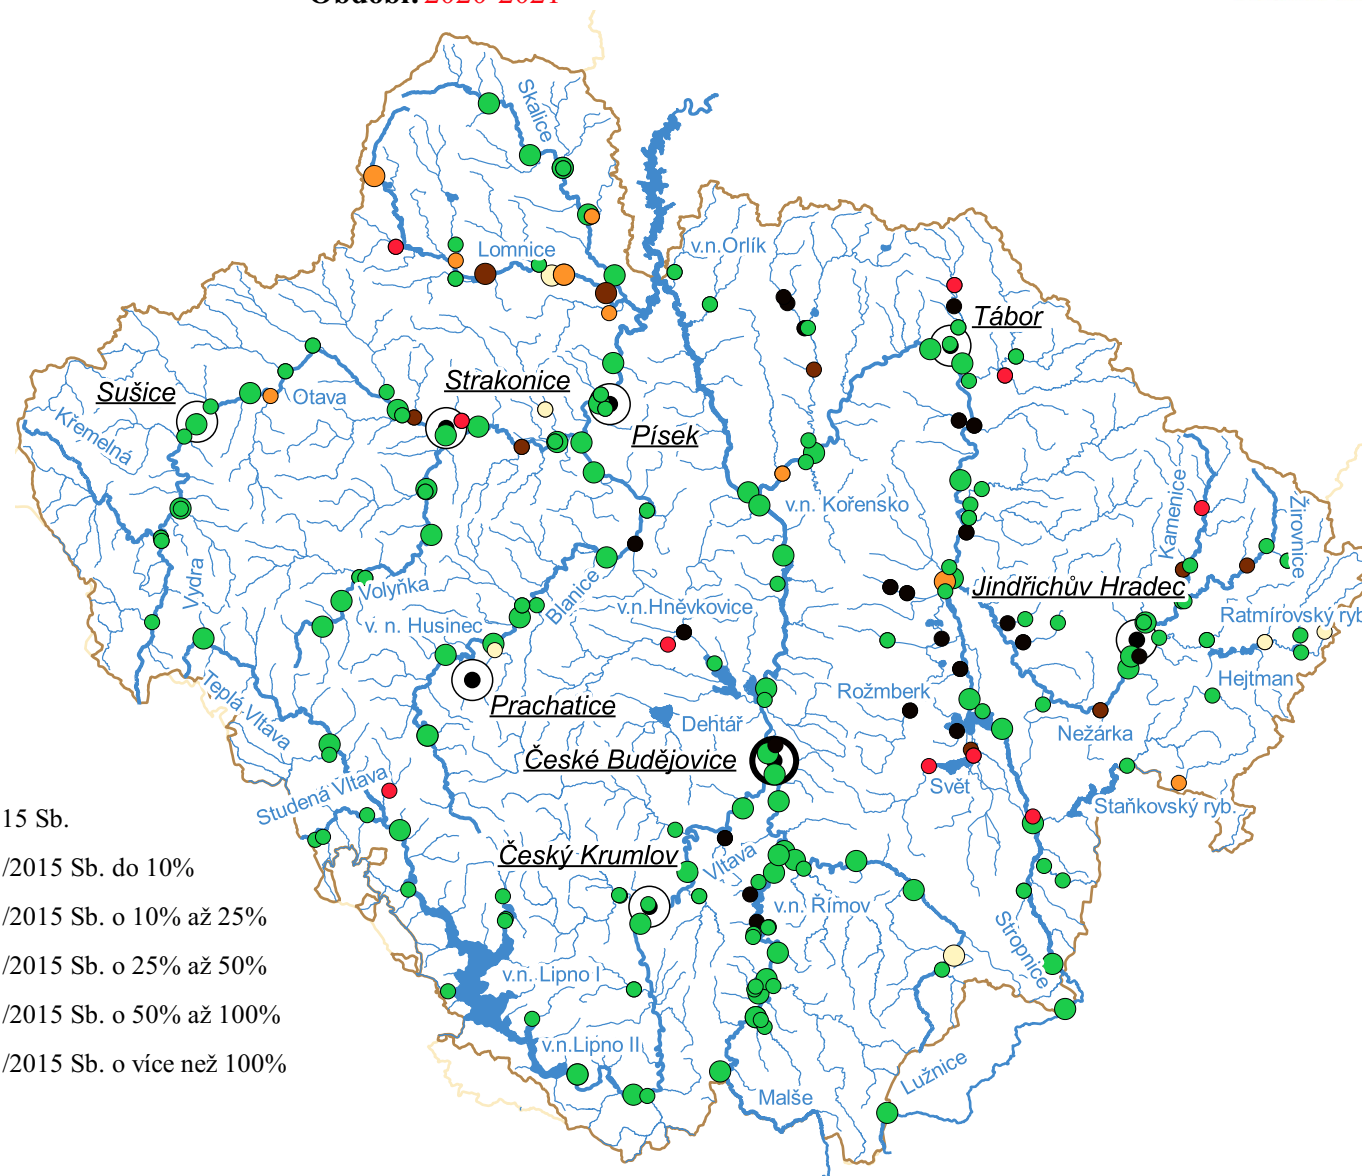 Období: 2020-2021
Skalice
Lomnice
v.n.Orlík
Tábor
Sušice
Strakonice
Otava
Křemelná
Písek
Kamenice
Žirovnice
v.n. Kořensko
Vydra
Volyňka
Blanice
v.n.Hněvkovice
Jindřichův Hradec
v. n. Husinec
Ratmírovský ryb
Teplá Vltava
Prachatice
Rožmberk
Hejtman
Dehtář
Nežárka
České Budějovice
Studená Vltava
Svět
Staňkovský ryb.
15 Sb.
Český Krumlov
Vltava
/2015 Sb. do 10%
v.n. Římov
/2015 Sb. o 10% až 25%
Stropnice
/2015 Sb. o 25% až 50%
v.n. Lipno I
/2015 Sb. o 50% až 100%
v.n.Lipno II
/2015 Sb. o více než 100%
Lužnice
Malše